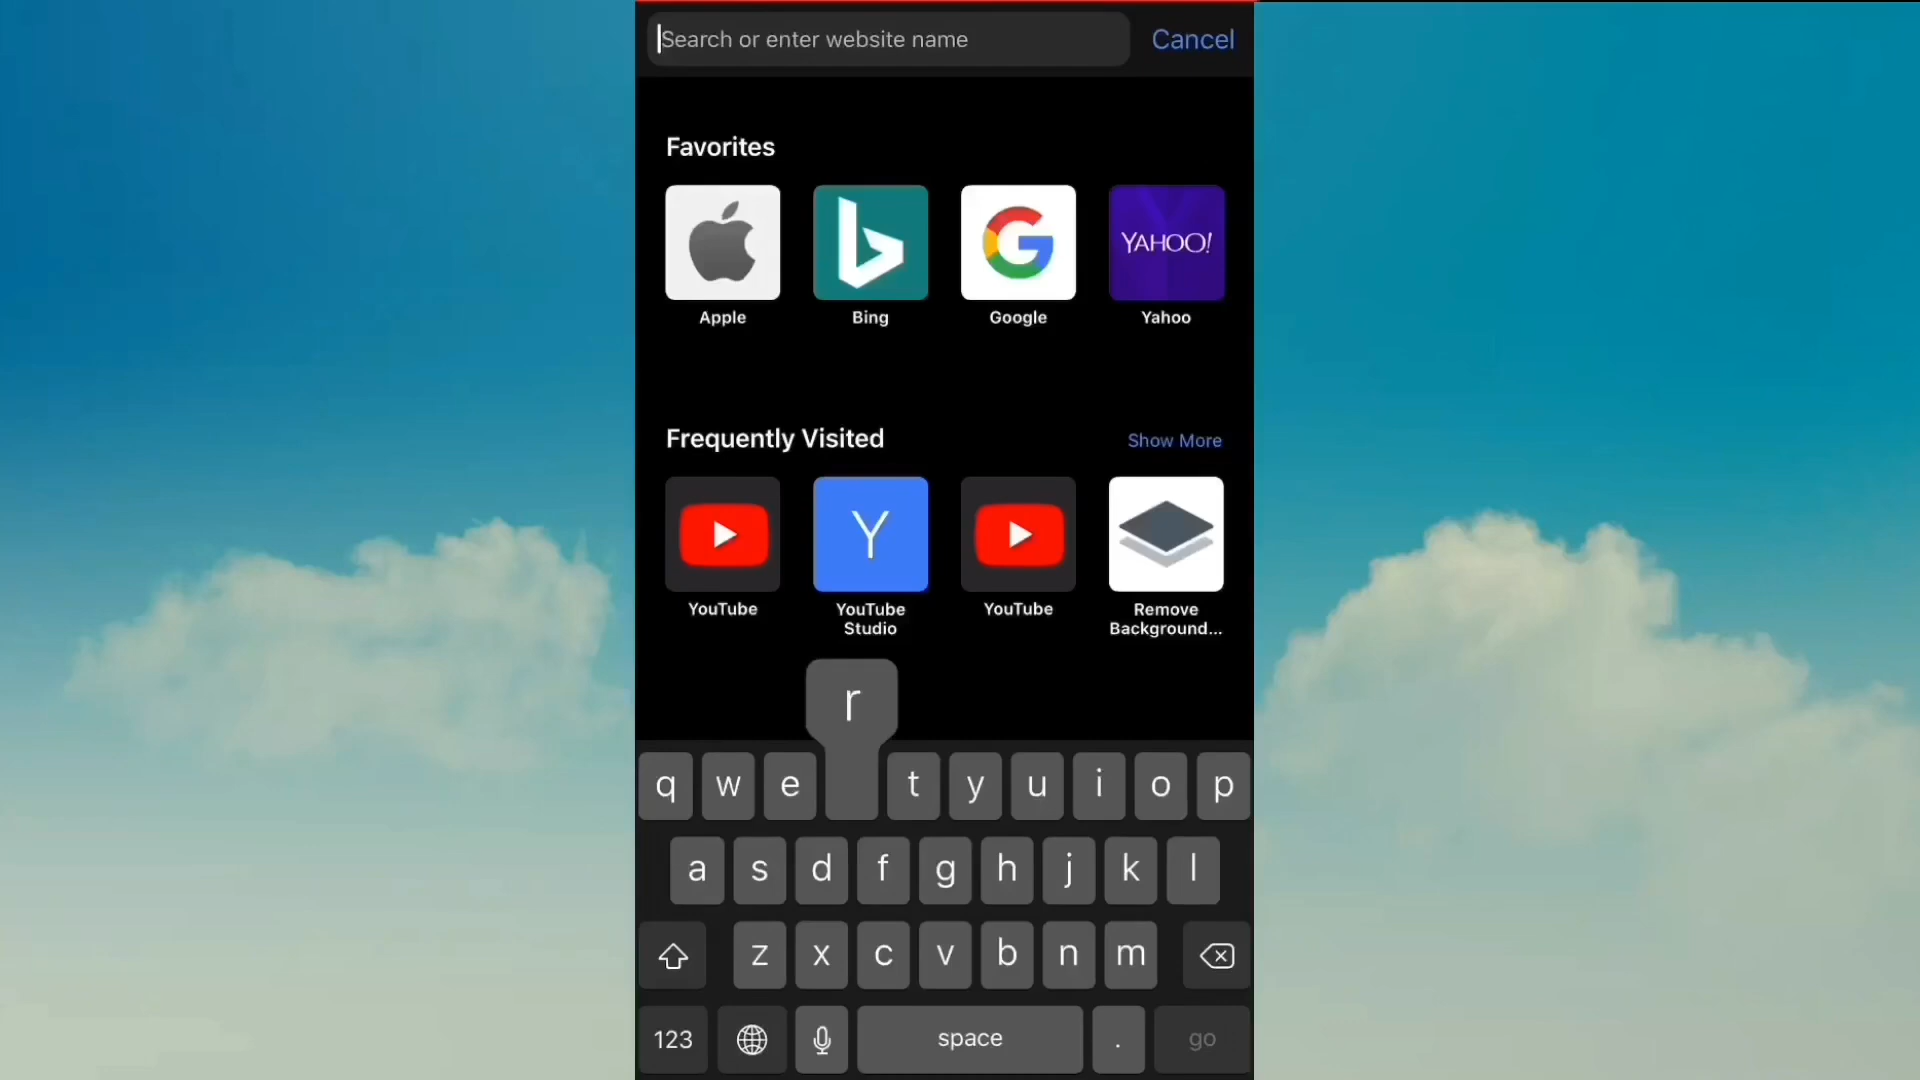 Search or enter website name
Cancel
Favorites
YAHOO!
Apple
Bing
Google
Yahoo
Frequently Visited
Show More
Y
YouTube
YouTube Studio
YouTube
Remove Background...
r
q w e t y u i o p
a s d f g h j k l
z x c v b n m
123
space
.
go